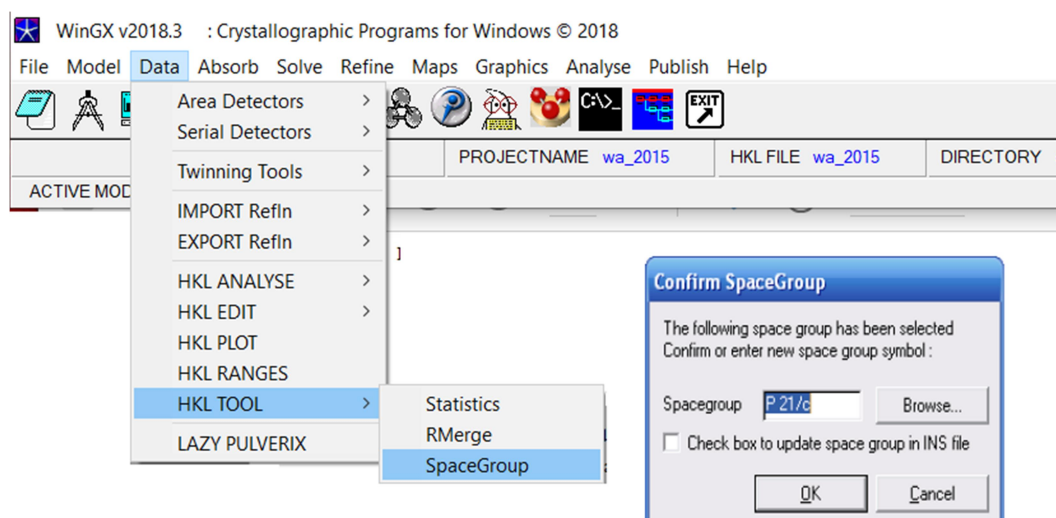 WinGX v2018.3 : Crystallographic Programs for Windows © 2018
File Model Data Absorb Solve Refine Maps Graphics Analyse Publish Help
C:\>_ EXIT
PROJECTNAME wa_2015 HKL FILE wa_2015 DIRECTORY
ACTIVE MOD
Area Detectors >
Serial Detectors >
Twinning Tools >
IMPORT Refln >
EXPORT Refln >
HKL ANALYSE >
HKL EDIT >
HKL PLOT
HKL RANGES
HKL TOOL >
LAZY PULVERIX
Statistics
RMerge
SpaceGroup
]
Confirm SpaceGroup
The following space group has been selected
Confirm or enter new space group symbol :
Spacegroup P 21/c Browse...
Check box to update space group in INS file
OK Cancel